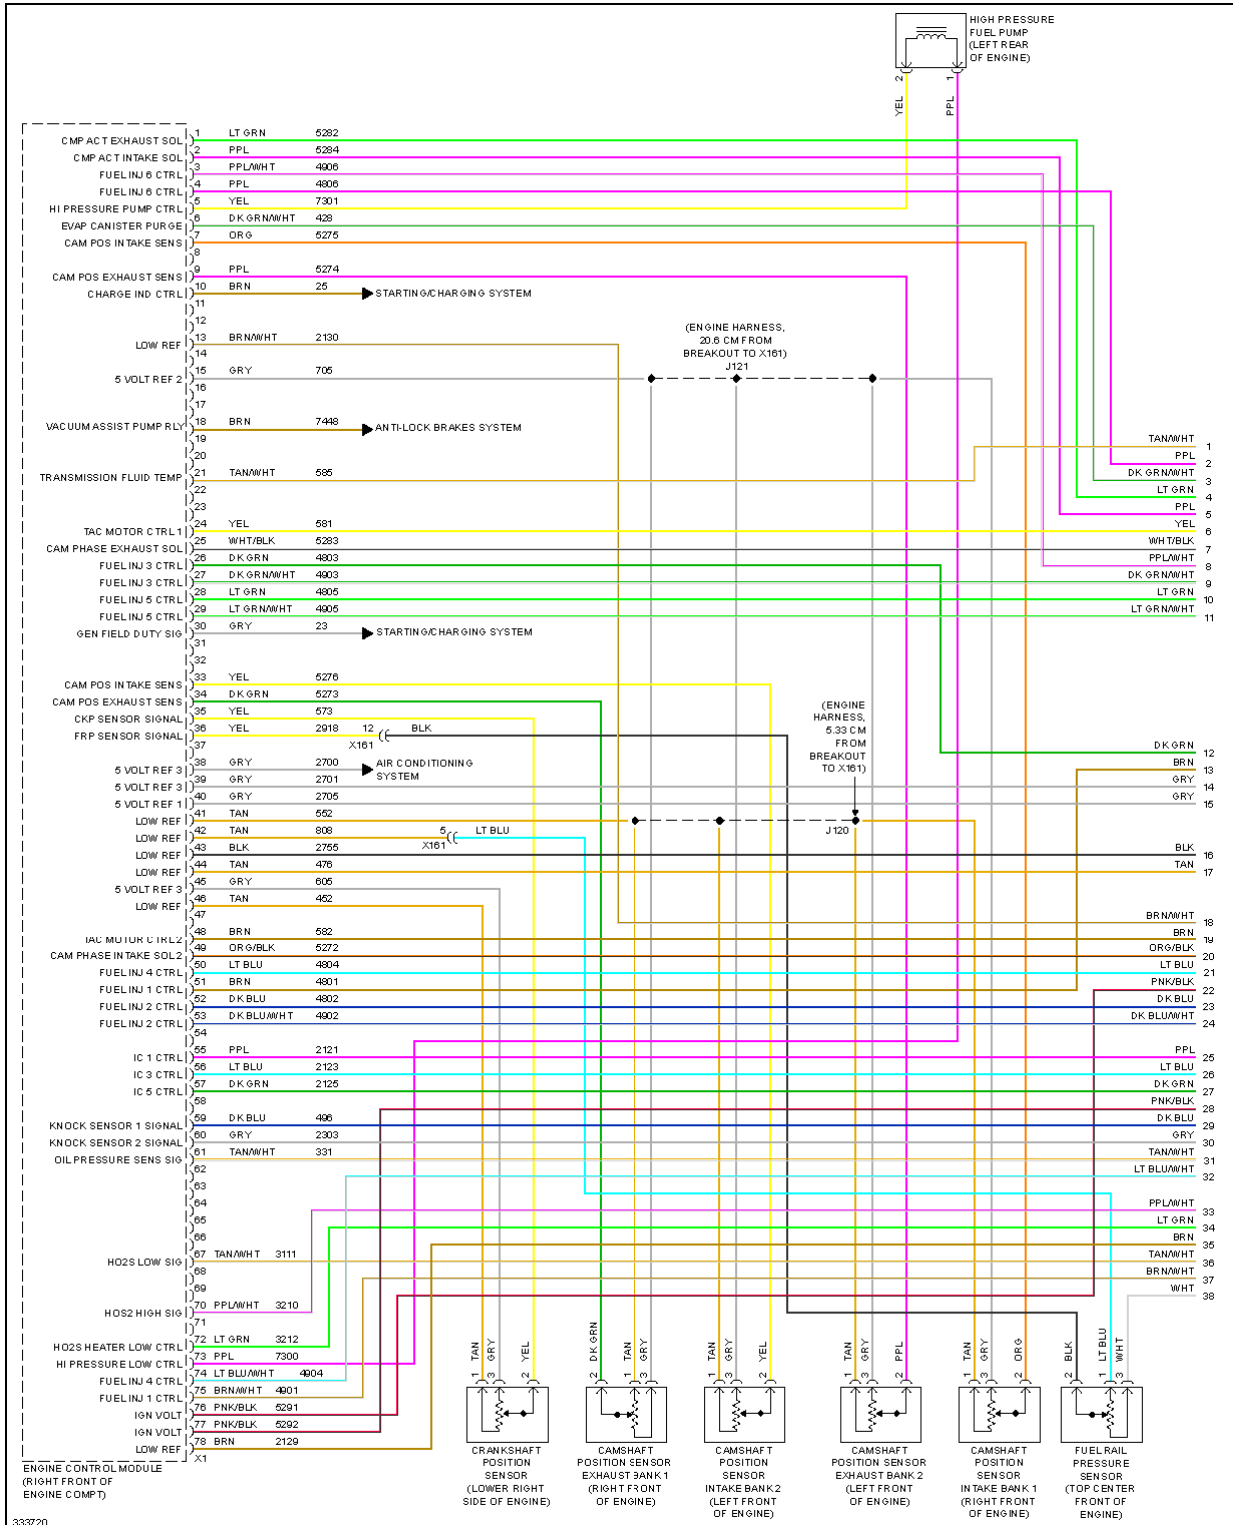 HIGH PRESSURE
FUEL PUMP
(LEFT REAR
OF ENGINE)
2
1
YEL
PPL
CMP ACT EXHAUST SOL
1
LT GRN
5282
CMP ACT INTAKE SOL
2
PPL
5284
FUEL INJ 6 CTRL
3
PPL/WHT
4906
FUEL INJ 6 CTRL
4
PPL
4806
HI PRESSURE PUMP CTRL
5
YEL
7301
EVAP CANISTER PURGE
6
DK GRN/WHT
428
CAM POS INTAKE SENS
7
ORG
5275
8
CAM POS EXHAUST SENS
9
PPL
5274
CHARGE IND CTRL
10
BRN
25
STARTING/CHARGING SYSTEM
11
12
LOW REF
13
BRN/WHT
2130
14
(ENGINE HARNESS,
20.6 CM FROM
BREAKOUT TO X161)
J121
5 VOLT REF 2
15
GRY
705
16
17
VACUUM ASSIST PUMP RLY
18
BRN
7448
ANTI-LOCK BRAKES SYSTEM
19
20
TRANSMISSION FLUID TEMP
21
TAN/WHT
585
22
23
TAN/WHT
1
PPL
2
DK GRN/WHT
3
LT GRN
4
PPL
5
TAC MOTOR CTRL 1
24
YEL
581
YEL
6
CAM PHASE EXHAUST SOL
25
WHT/BLK
5283
WHT/BLK
7
FUEL INJ 3 CTRL
26
DK GRN
4803
PPL/WHT
8
FUEL INJ 3 CTRL
27
DK GRN/WHT
4903
DK GRN/WHT
9
FUEL INJ 5 CTRL
28
LT GRN
4805
LT GRN
10
FUEL INJ 5 CTRL
29
LT GRN/WHT
4905
LT GRN/WHT
11
GEN FIELD DUTY SIG
30
GRY
23
STARTING/CHARGING SYSTEM
31
32
CAM POS INTAKE SENS
33
YEL
5276
CAM POS EXHAUST SENS
34
DK GRN
5273
CKP SENSOR SIGNAL
35
YEL
573
FRP SENSOR SIGNAL
36
YEL
2918
12
X161
BLK
37
(ENGINE
HARNESS,
5.33 CM
FROM
BREAKOUT
TO X161)
DK GRN
12
5 VOLT REF 3
38
GRY
2700
AIR CONDITIONING
SYSTEM
BRN
13
5 VOLT REF 3
39
GRY
2701
GRY
14
5 VOLT REF 1
40
GRY
2705
GRY
15
LOW REF
41
TAN
552
J120
LOW REF
42
TAN
808
5
X161
LT BLU
LOW REF
43
BLK
2755
BLK
16
LOW REF
44
TAN
476
TAN
17
5 VOLT REF 3
45
GRY
605
LOW REF
46
TAN
452
47
BRN/WHT
18
TAC MOTOR CTRL 2
48
BRN
582
BRN
19
CAM PHASE INTAKE SOL 2
49
ORG/BLK
5272
ORG/BLK
20
FUEL INJ 4 CTRL
50
LT BLU
4804
LT BLU
21
FUEL INJ 1 CTRL
51
BRN
4801
PNK/BLK
22
FUEL INJ 2 CTRL
52
DK BLU
4802
DK BLU
23
FUEL INJ 2 CTRL
53
DK BLU/WHT
4902
DK BLU/WHT
24
54
IC 1 CTRL
55
PPL
2121
PPL
25
IC 3 CTRL
56
LT BLU
2123
LT BLU
26
IC 5 CTRL
57
DK GRN
2125
DK GRN
27
58
PNK/BLK
28
KNOCK SENSOR 1 SIGNAL
59
DK BLU
496
DK BLU
29
KNOCK SENSOR 2 SIGNAL
60
GRY
2303
GRY
30
OIL PRESSURE SENS SIG
61
TAN/WHT
331
TAN/WHT
31
62
LT BLU/WHT
32
63
64
PPL/WHT
33
65
LT GRN
34
66
BRN
35
HO2S LOW SIG
67
TAN/WHT
3111
TAN/WHT
36
68
BRN/WHT
37
69
WHT
38
HOS2 HIGH SIG
70
PPL/WHT
3210
71
HO2S HEATER LOW CTRL
72
LT GRN
3212
HI PRESSURE LOW CTRL
73
PPL
7300
FUEL INJ 4 CTRL
74
LT BLU/WHT
4904
FUEL INJ 1 CTRL
75
BRN/WHT
4901
IGN VOLT
76
PNK/BLK
5291
IGN VOLT
77
PNK/BLK
5292
LOW REF
78
BRN
2129
X1
ENGINE CONTROL MODULE
(RIGHT FRONT OF
ENGINE COMPT)
1 TAN
3 GRY
2 YEL
CRANKSHAFT
POSITION
SENSOR
(LOWER RIGHT
SIDE OF ENGINE)
2 DK GRN
1 TAN
3 GRY
CAMSHAFT
POSITION SENSOR
EXHAUST BANK 1
(RIGHT FRONT
OF ENGINE)
1 TAN
3 GRY
2 YEL
CAMSHAFT
POSITION
SENSOR
INTAKE BANK 2
(LEFT FRONT
OF ENGINE)
1 TAN
3 GRY
2 PPL
CAMSHAFT
POSITION SENSOR
EXHAUST BANK 2
(LEFT FRONT
OF ENGINE)
1 TAN
3 GRY
2 ORG
CAMSHAFT
POSITION
SENSOR
INTAKE BANK 1
(RIGHT FRONT
OF ENGINE)
2 BLK
1 LT BLU
3 WHT
FUEL RAIL
PRESSURE
SENSOR
(TOP CENTER
FRONT OF
ENGINE)
333720